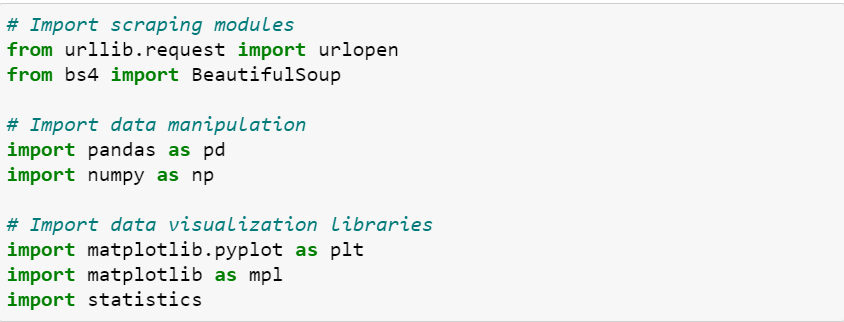 # Import scraping modules
from urllib.request import urlopen
from bs4 import BeautifulSoup
# Import data manipulation
import pandas as pd
import numpy as np
# Import data visualization libraries
import matplotlib.pyplot as plt
import matplotlib as mpl
import statistics